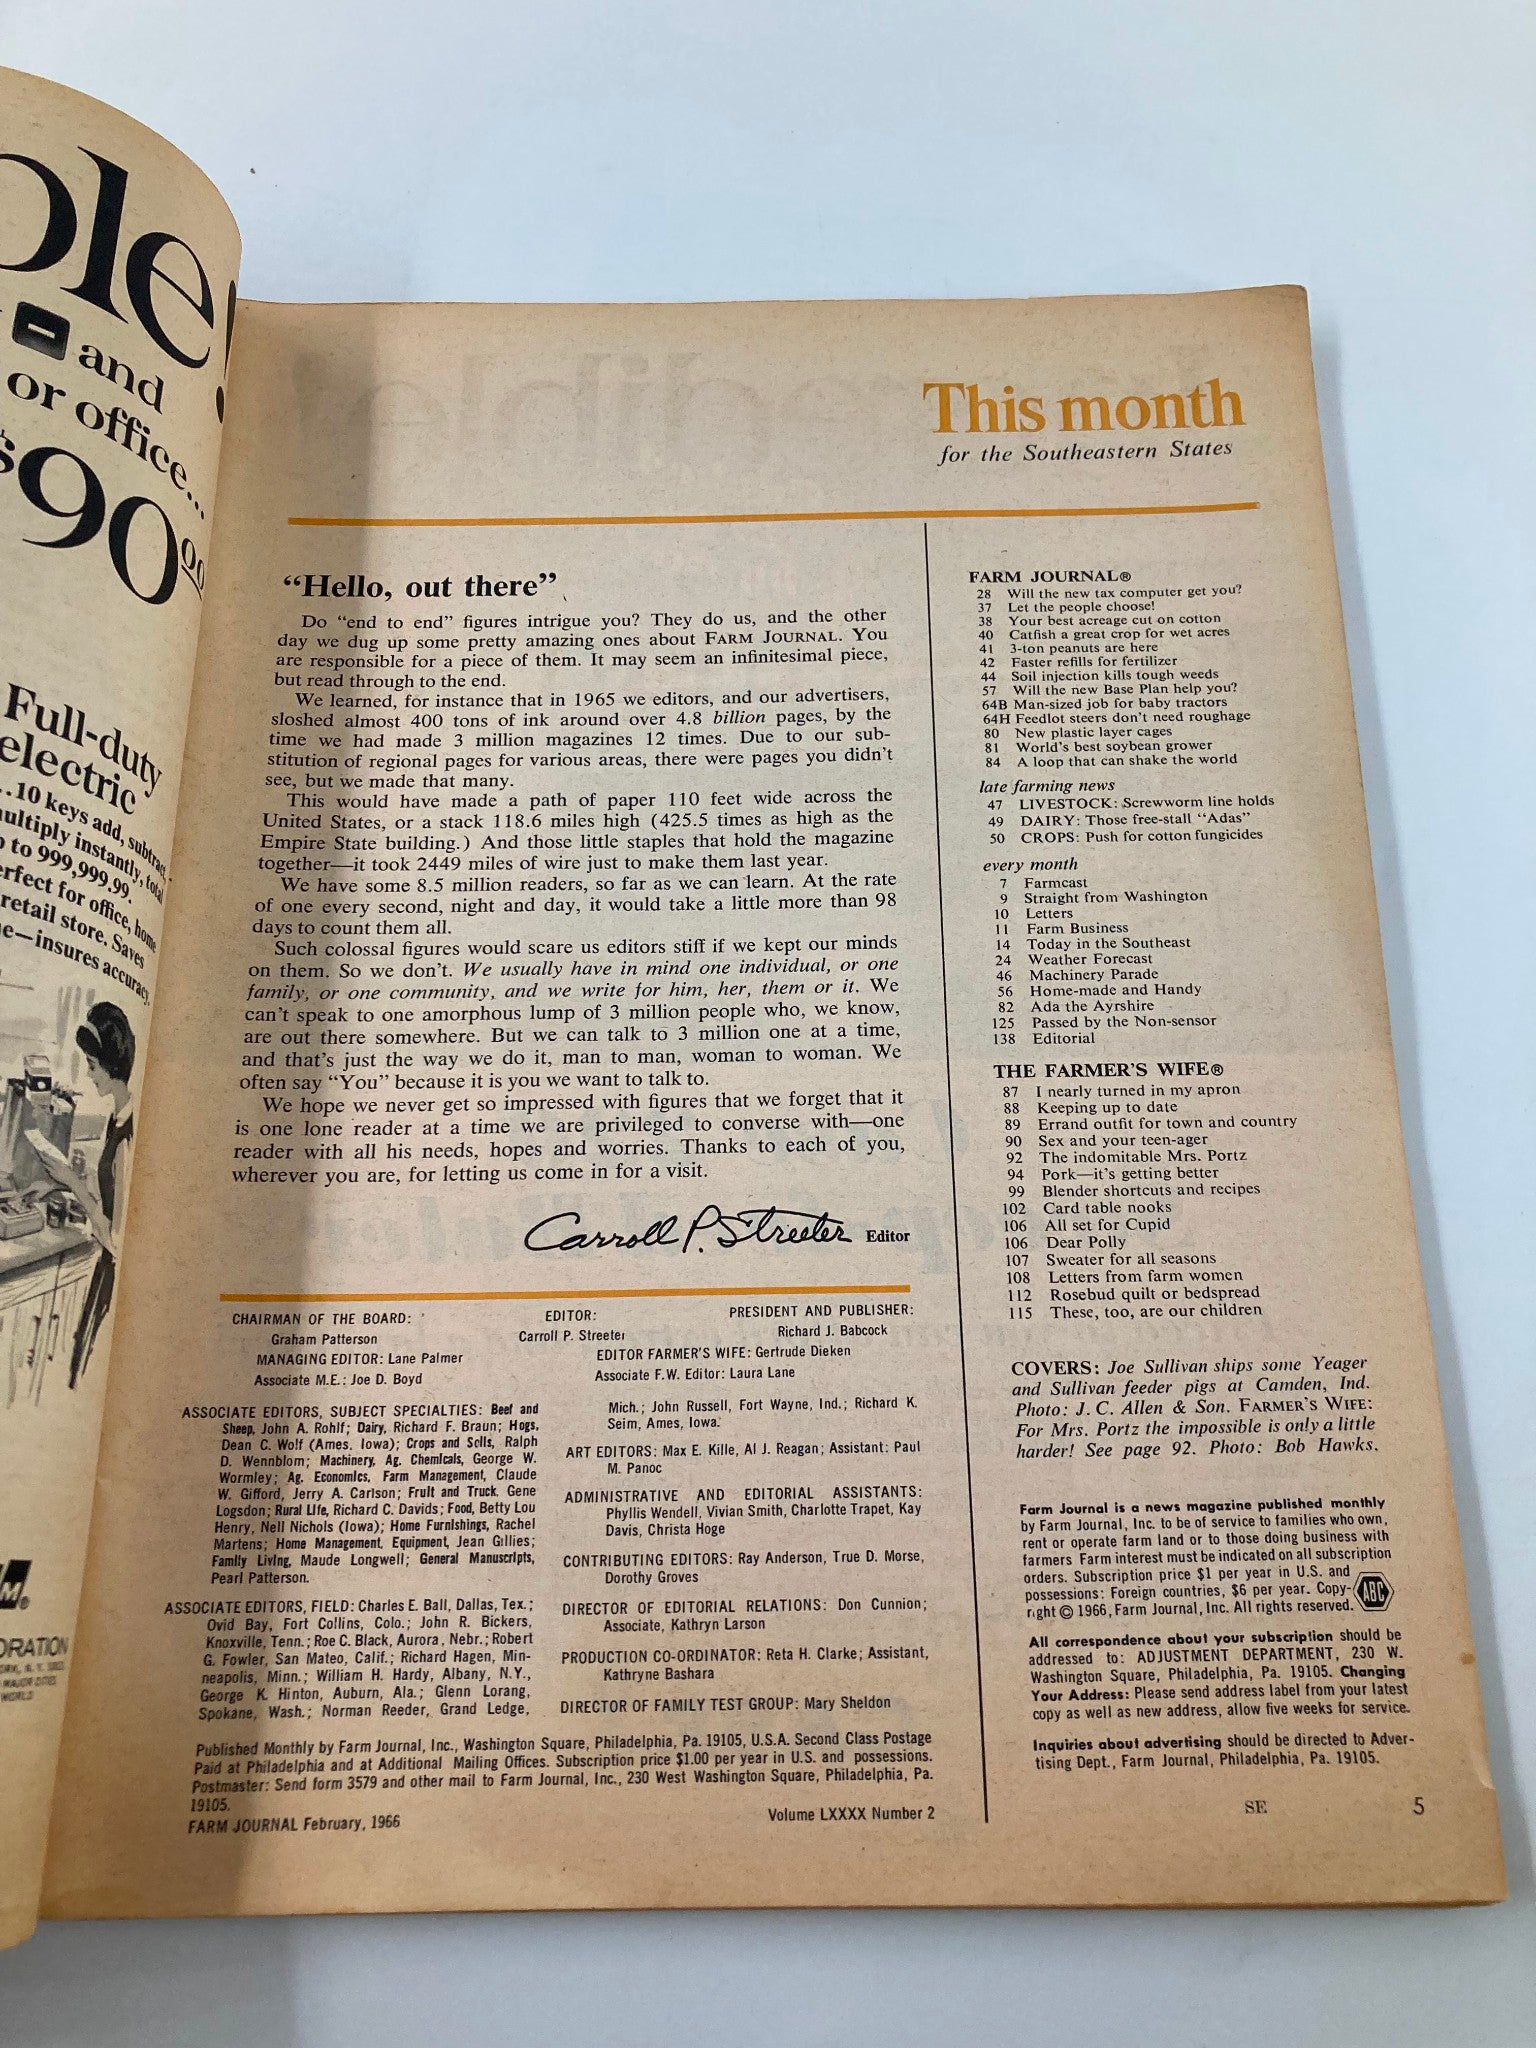 ple!
- and
or office...
$90.00
Full-duty
electric
...10 keys add, subtract,
multiply instantly, total
to 999,999.99.
for office, home
retail store. Saves
—insures accuracy.
This month
for the Southeastern States
“Hello, out there”
Do “end to end” figures intrigue you? They do us, and the other
day we dug up some pretty amazing ones about FARM JOURNAL. You
are responsible for a piece of them. It may seem an infinitesimal piece,
but read through to the end.
We learned, for instance that in 1965 we editors, and our advertisers,
sloshed almost 400 tons of ink around over 4.8 billion pages, by the
time we had made 3 million magazines 12 times. Due to our sub-
stitution of regional pages for various areas, there were pages you didn’t
see, but we made that many.
This would have made a path of paper 110 feet wide across the
United States, or a stack 118.6 miles high (425.5 times as high as the
Empire State building.) And those little staples that hold the magazine
together—it took 2449 miles of wire just to make them last year.
We have some 8.5 million readers, so far as we can learn. At the rate
of one every second, night and day, it would take a little more than 98
days to count them all.
Such colossal figures would scare us editors stiff if we kept our minds
on them. So we don’t. We usually have in mind one individual, or one
family, or one community, and we write for him, her, them or it. We
can’t speak to one amorphous lump of 3 million people who, we know,
are out there somewhere. But we can talk to 3 million one at a time,
and that’s just the way we do it, man to man, woman to woman. We
often say “You” because it is you we want to talk to.
We hope we never get so impressed with figures that we forget that it
is one lone reader at a time we are privileged to converse with—one
reader with all his needs, hopes and worries. Thanks to each of you,
wherever you are, for letting us come in for a visit.
Carroll P. Streeter Editor
CHAIRMAN OF THE BOARD:
Graham Patterson
EDITOR:
Carroll P. Streeter
PRESIDENT AND PUBLISHER:
Richard J. Babcock
MANAGING EDITOR: Lane Palmer
Associate M.E.: Joe D. Boyd
EDITOR FARMER'S WIFE: Gertrude Dieken
Associate F.W. Editor: Laura Lane
ASSOCIATE EDITORS, SUBJECT SPECIALTIES: Beef and
Sheep, John A. Rohlf; Dairy, Richard F. Braun; Hogs,
Dean C. Wolf (Ames, Iowa); Crops and Soils, Ralph
D. Wennblom; Machinery, Ag. Chemicals, George W.
Wormley; Ag. Economics, Farm Management, Claude
W. Gifford, Jerry A. Carlson; Fruit and Truck, Gene
Logsdon; Rural Life, Richard C. Davids; Food, Betty Lou
Henry, Nell Nichols (Iowa); Home Furnishings, Rachel
Martens; Home Management, Equipment, Jean Gillies;
Family Living, Maude Longwell; General Manuscripts,
Pearl Patterson.
ASSOCIATE EDITORS, FIELD: Charles E. Ball, Dallas, Tex.;
Ovid Bay, Fort Collins, Colo.; John R. Bickers,
Knoxville, Tenn.; Roe C. Black, Aurora, Nebr.; Robert
G. Fowler, San Mateo, Calif.; Richard Hagen, Min-
neapolis, Minn.; William H. Hardy, Albany, N.Y.,
George K. Hinton, Auburn, Ala.; Glenn Lorang,
Spokane, Wash.; Norman Reeder, Grand Ledge,
Mich.; John Russell, Fort Wayne, Ind.; Richard K.
Seim, Ames, Iowa.
ART EDITORS: Max E. Kille, Al J. Reagan; Assistant: Paul
M. Panoc
ADMINISTRATIVE AND EDITORIAL ASSISTANTS:
Phyllis Wendell, Vivian Smith, Charlotte Trapet, Kay
Davis, Christa Hoge
CONTRIBUTING EDITORS: Ray Anderson, True D. Morse,
Dorothy Groves
DIRECTOR OF EDITORIAL RELATIONS: Don Cunnion;
Associate, Kathryn Larson
PRODUCTION CO-ORDINATOR: Reta H. Clarke; Assistant,
Kathryne Bashara
DIRECTOR OF FAMILY TEST GROUP: Mary Sheldon
Published Monthly by Farm Journal, Inc., Washington Square, Philadelphia, Pa. 19105, U.S.A. Second Class Postage
Paid at Philadelphia and at Additional Mailing Offices. Subscription price $1.00 per year in U.S. and possessions.
Postmaster: Send form 3579 and other mail to Farm Journal, Inc., 230 West Washington Square, Philadelphia, Pa.
19105.
FARM JOURNAL February, 1966
Volume LXXXX Number 2
FARM JOURNAL®
28 Will the new tax computer get you?
37 Let the people choose!
38 Your best acreage cut on cotton
40 Catfish a great crop for wet acres
41 3-ton peanuts are here
42 Faster refills for fertilizer
44 Soil injection kills tough weeds
57 Will the new Base Plan help you?
64B Man-sized job for baby tractors
64H Feedlot steers don’t need roughage
80 New plastic layer cages
81 World’s best soybean grower
84 A loop that can shake the world
late farming news
47 LIVESTOCK: Screwworm line holds
49 DAIRY: Those free-stall “Adas”
50 CROPS: Push for cotton fungicides
every month
7 Farmcast
9 Straight from Washington
10 Letters
11 Farm Business
14 Today in the Southeast
24 Weather Forecast
46 Machinery Parade
56 Home-made and Handy
82 Ada the Ayrshire
125 Passed by the Non-sensor
138 Editorial
THE FARMER’S WIFE®
87 I nearly turned in my apron
88 Keeping up to date
89 Errand outfit for town and country
90 Sex and your teen-ager
92 The indomitable Mrs. Portz
94 Pork—it’s getting better
99 Blender shortcuts and recipes
102 Card table nooks
106 All set for Cupid
106 Dear Polly
107 Sweater for all seasons
108 Letters from farm women
112 Rosebud quilt or bedspread
115 These, too, are our children
COVERS: Joe Sullivan ships some Yeager
and Sullivan feeder pigs at Camden, Ind.
Photo: J. C. Allen & Son. FARMER’S WIFE:
For Mrs. Portz the impossible is only a little
harder! See page 92. Photo: Bob Hawks.
Farm Journal is a news magazine published monthly
by Farm Journal, Inc. to be of service to families who own,
rent or operate farm land or to those doing business with
farmers Farm interest must be indicated on all subscription
orders. Subscription price $1 per year in U.S. and
possessions: Foreign countries, $6 per year. Copy-
right © 1966, Farm Journal, Inc. All rights reserved.
ABC
All correspondence about your subscription should be
addressed to: ADJUSTMENT DEPARTMENT, 230 W.
Washington Square, Philadelphia, Pa. 19105. Changing
Your Address: Please send address label from your latest
copy as well as new address, allow five weeks for service.
Inquiries about advertising should be directed to Adver-
tising Dept., Farm Journal, Philadelphia, Pa. 19105.
SE 5